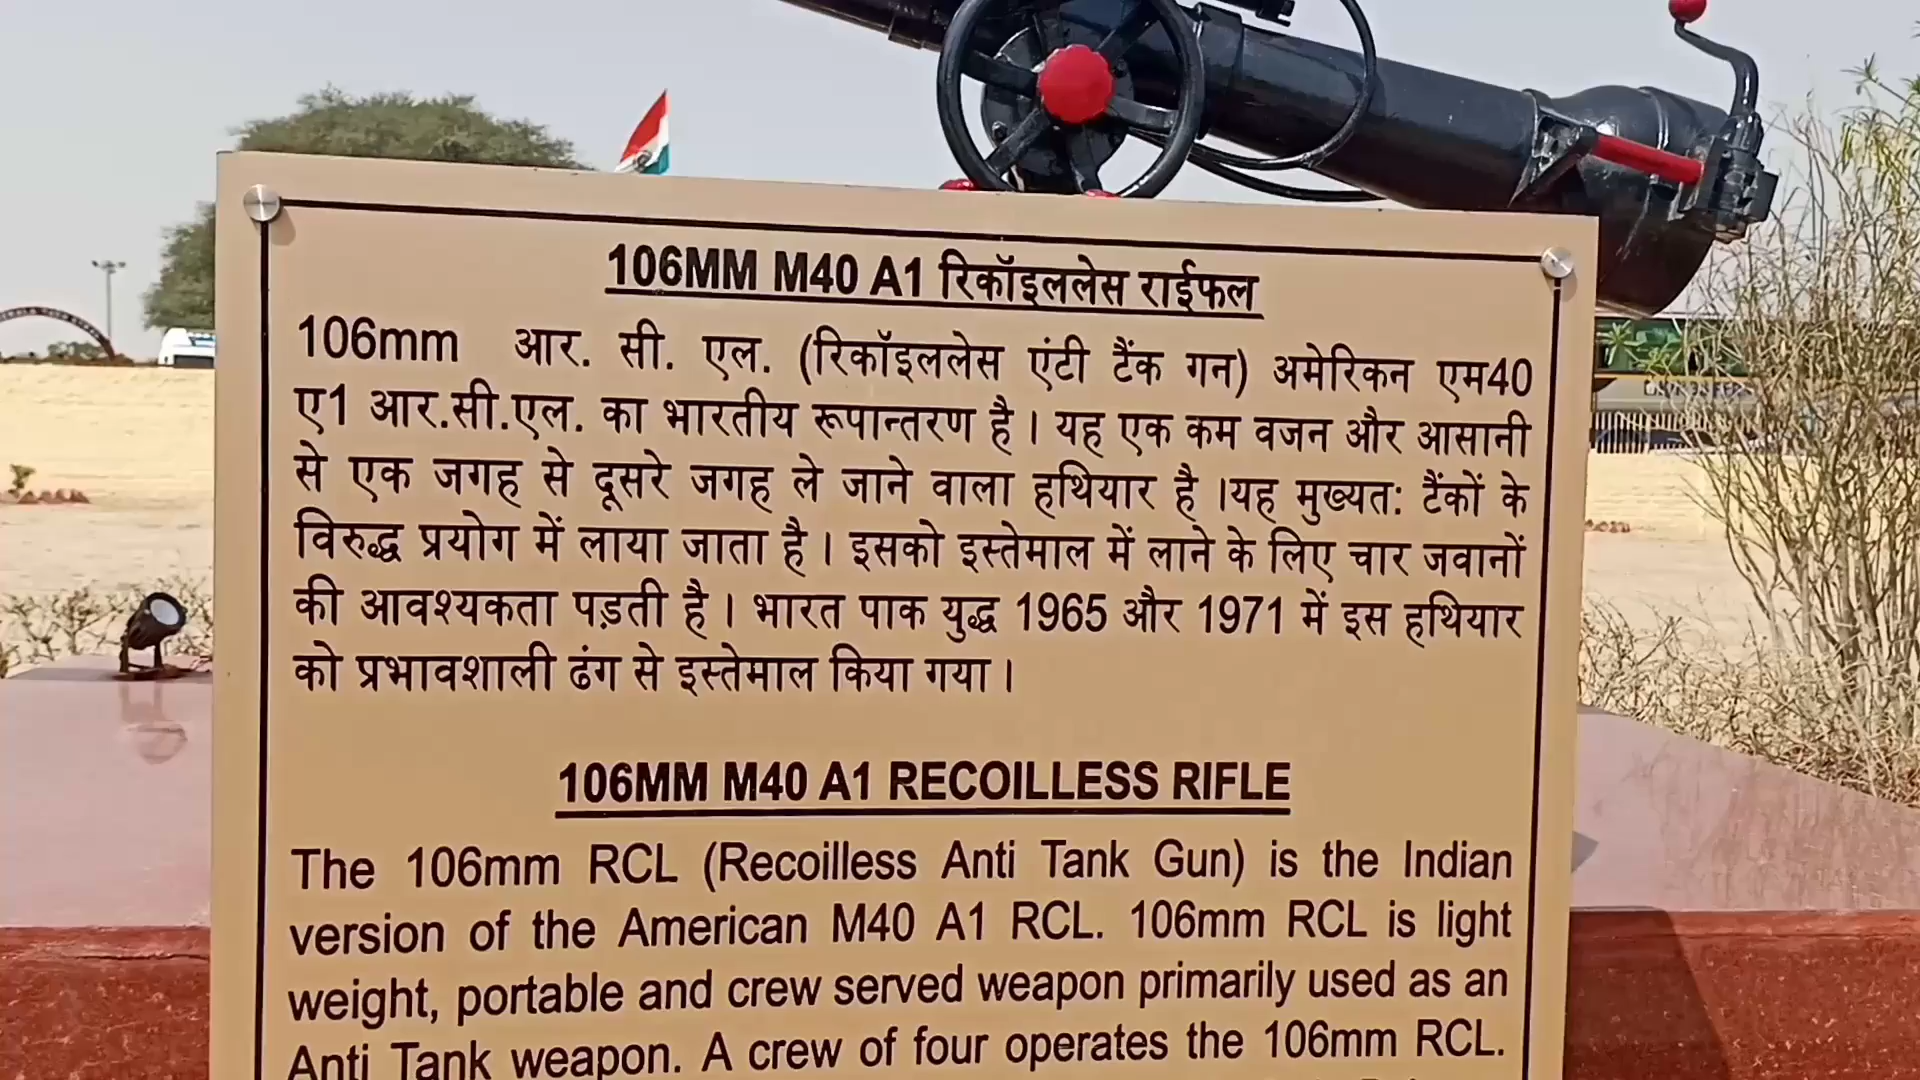 106MM M40 A1 रिकॉइललेस राईफल
106mm आर. सी. एल. (रिकॉइललेस एंटी टैंक गन) अमेरिकन एम40
ए1 आर.सी.एल. का भारतीय रूपान्तरण है। यह एक कम वजन और आसानी
से एक जगह से दूसरे जगह ले जाने वाला हथियार है ।यह मुख्यत: टैंकों के
विरुद्ध प्रयोग में लाया जाता है। इसको इस्तेमाल में लाने के लिए चार जवानों
की आवश्यकता पड़ती है। भारत पाक युद्ध 1965 और 1971 में इस हथियार
को प्रभावशाली ढंग से इस्तेमाल किया गया।
106MM M40 A1 RECOILLESS RIFLE
The 106mm RCL (Recoilless Anti Tank Gun) is the Indian
version of the American M40 A1 RCL. 106mm RCL is light
weight, portable and crew served weapon primarily used as an
Anti Tank weapon. A crew of four operates the 106mm RCL.